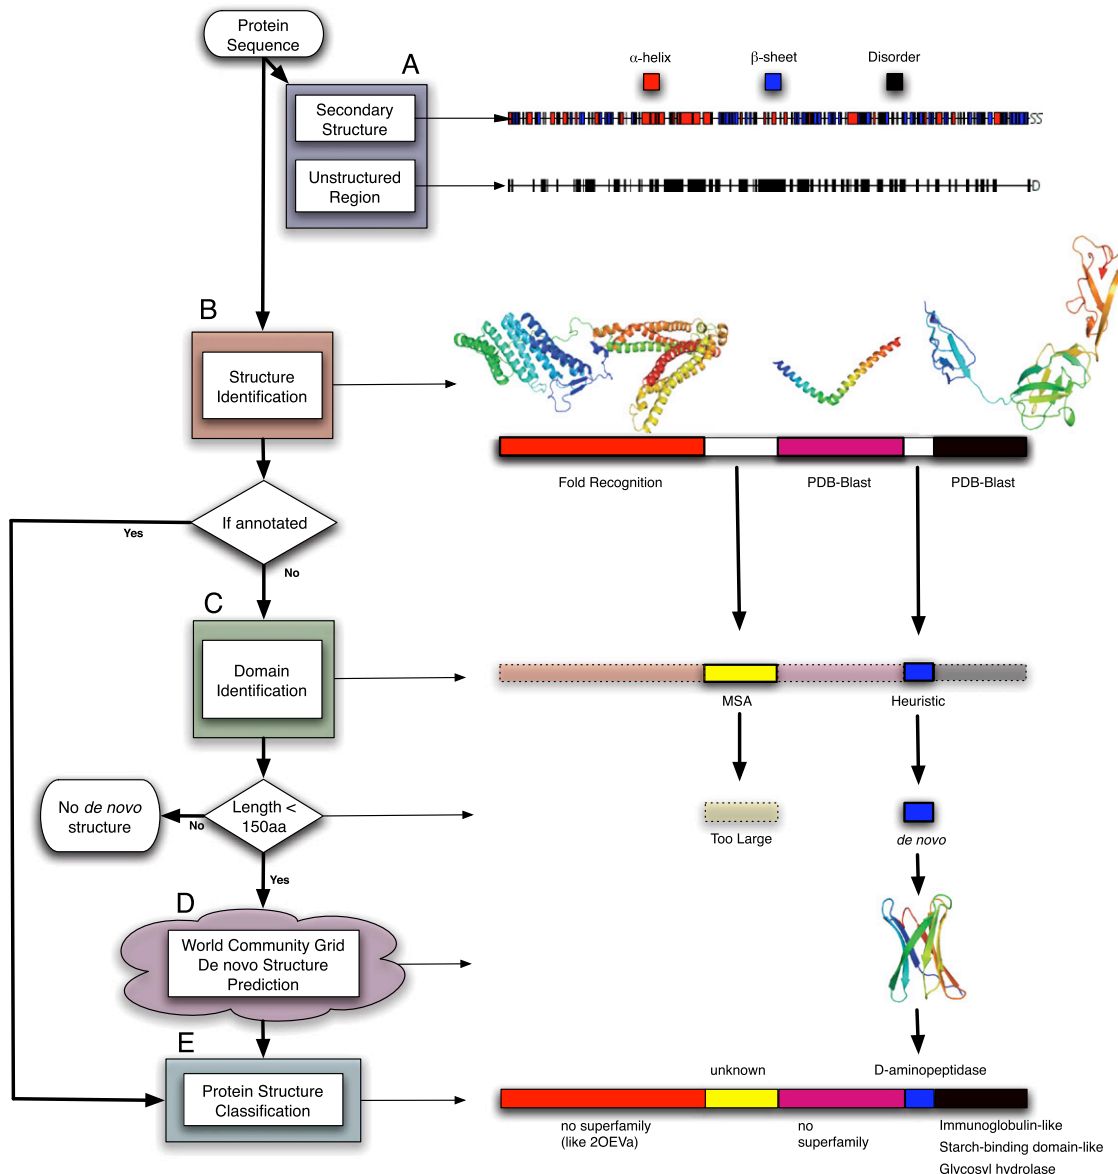 Protein
Sequence
A
α-helix
β-sheet
Disorder
Secondary
Structure
SS
Unstructured
Region
D
B
Structure
Identification
Fold Recognition
PDB-Blast
PDB-Blast
If annotated
Yes
No
C
Domain
Identification
MSA
Heuristic
No de novo
structure
No
Length <
150aa
Too Large
de novo
Yes
D
World Community Grid
De novo Structure
Prediction
E
unknown
D-aminopeptidase
Protein Structure
Classification
no superfamily
(like 2OEVa)
no
superfamily
Immunoglobulin-like
Starch-binding domain-like
Glycosyl hydrolase